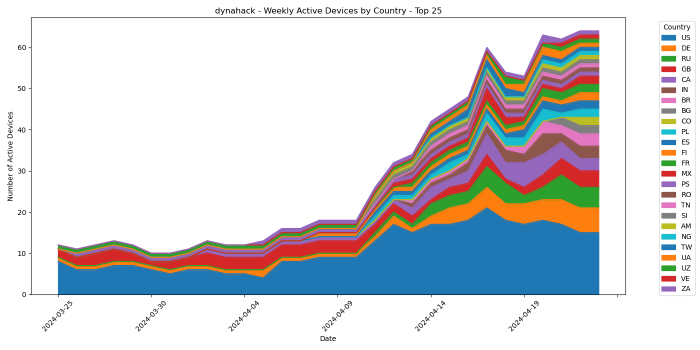 dynahack - Weekly Active Devices by Country - Top 25
Number of Active Devices
60
50
40
30
20
10
0
2024-03-25
2024-03-30
2024-04-04
2024-04-09
2024-04-14
2024-04-19
Date
Country
US
DE
RU
GB
CA
IN
BR
BG
CO
PL
ES
FI
FR
MX
PS
RO
TN
SI
AM
NG
TW
UA
UZ
VE
ZA